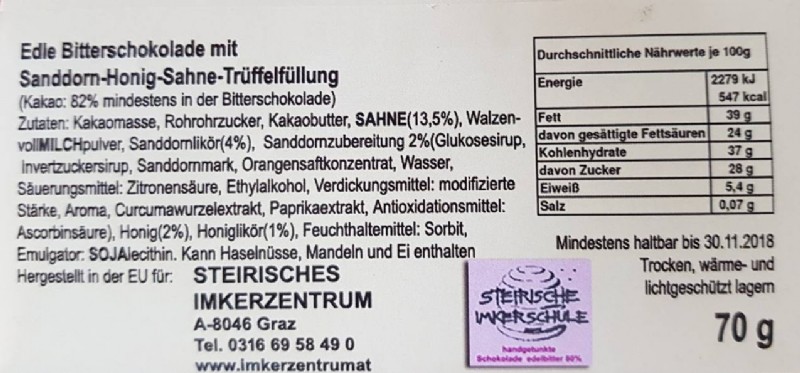 Edle Bitterschokolade mit
Sanddorn-Honig-Sahne-Trüffelfüllung
(Kakao: 82% mindestens in der Bitterschokolade)
Zutaten: Kakaomasse, Rohrohrzucker, Kakaobutter, SAHNE(13,5%), Walzen-
vollMILCHpulver, Sanddornlikör(4%), Sanddornzubereitung 2%(Glukosesirup,
Invertzuckersirup, Sanddornmark, Orangensaftkonzentrat, Wasser,
Säuerungsmittel: Zitronensäure, Ethylalkohol, Verdickungsmittel: modifizierte
Stärke, Aroma, Curcumawurzelextrakt, Paprikaextrakt, Antioxidationsmittel:
Ascorbinsäure), Honig(2%), Honiglikör(1%), Feuchthaltemittel: Sorbit,
Emulgator: SOJAlecithin. Kann Haselnüsse, Mandeln und Ei enthalten
Hergestellt in der EU für: STEIRISCHES
IMKERZENTRUM
A-8046 Graz
Tel. 0316 69 58 49 0
www.imkerzentrumat
Durchschnittliche Nährwerte je 100g
Energie 2279 kJ
547 kcal
Fett 39 g
davon gesättigte Fettsäuren 24 g
Kohlenhydrate 37 g
davon Zucker 28 g
Eiweiß 5,4 g
Salz 0,07 g
Mindestens haltbar bis 30.11.2018
Trocken, wärme- und
lichtgeschützt lagern
70 g
STEIRISCHE
IMKERSCHULE
handgetunkte
Schokolade edelbitter 80%